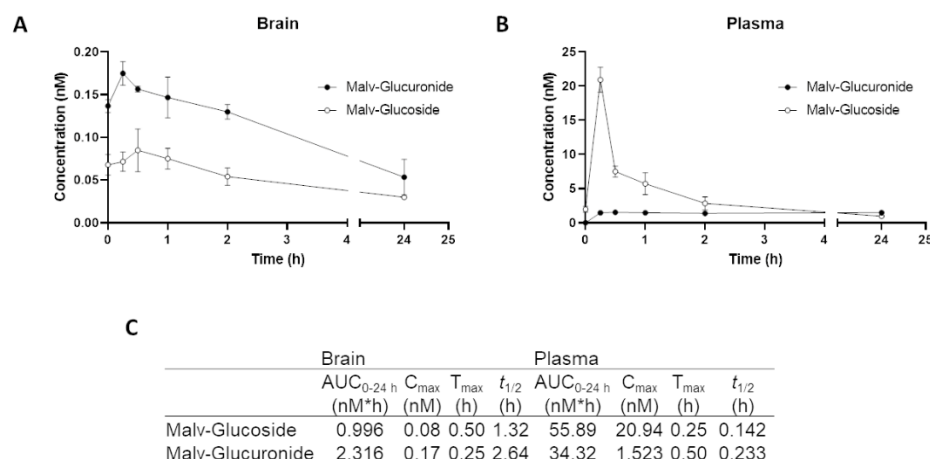 A
Brain
Concentration (nM)
0.20
0.15
0.10
0.05
0.00
0 1 2 3 4 24 25
Time (h)
Malv-Glucuronide
Malv-Glucoside
B
Plasma
Concentration (nM)
25
20
15
10
5
0
0 1 2 3 4 24 25
Time (h)
Malv-Glucuronide
Malv-Glucoside
C
Brain Plasma
AUC0-24 h Cmax Tmax t1/2 AUC0-24 h Cmax Tmax t1/2
(nM*h) (nM) (h) (h) (nM*h) (nM) (h) (h)
Malv-Glucoside 0.996 0.08 0.50 1.32 55.89 20.94 0.25 0.142
Malv-Glucuronide 2.316 0.17 0.25 2.64 34.32 1.523 0.50 0.233